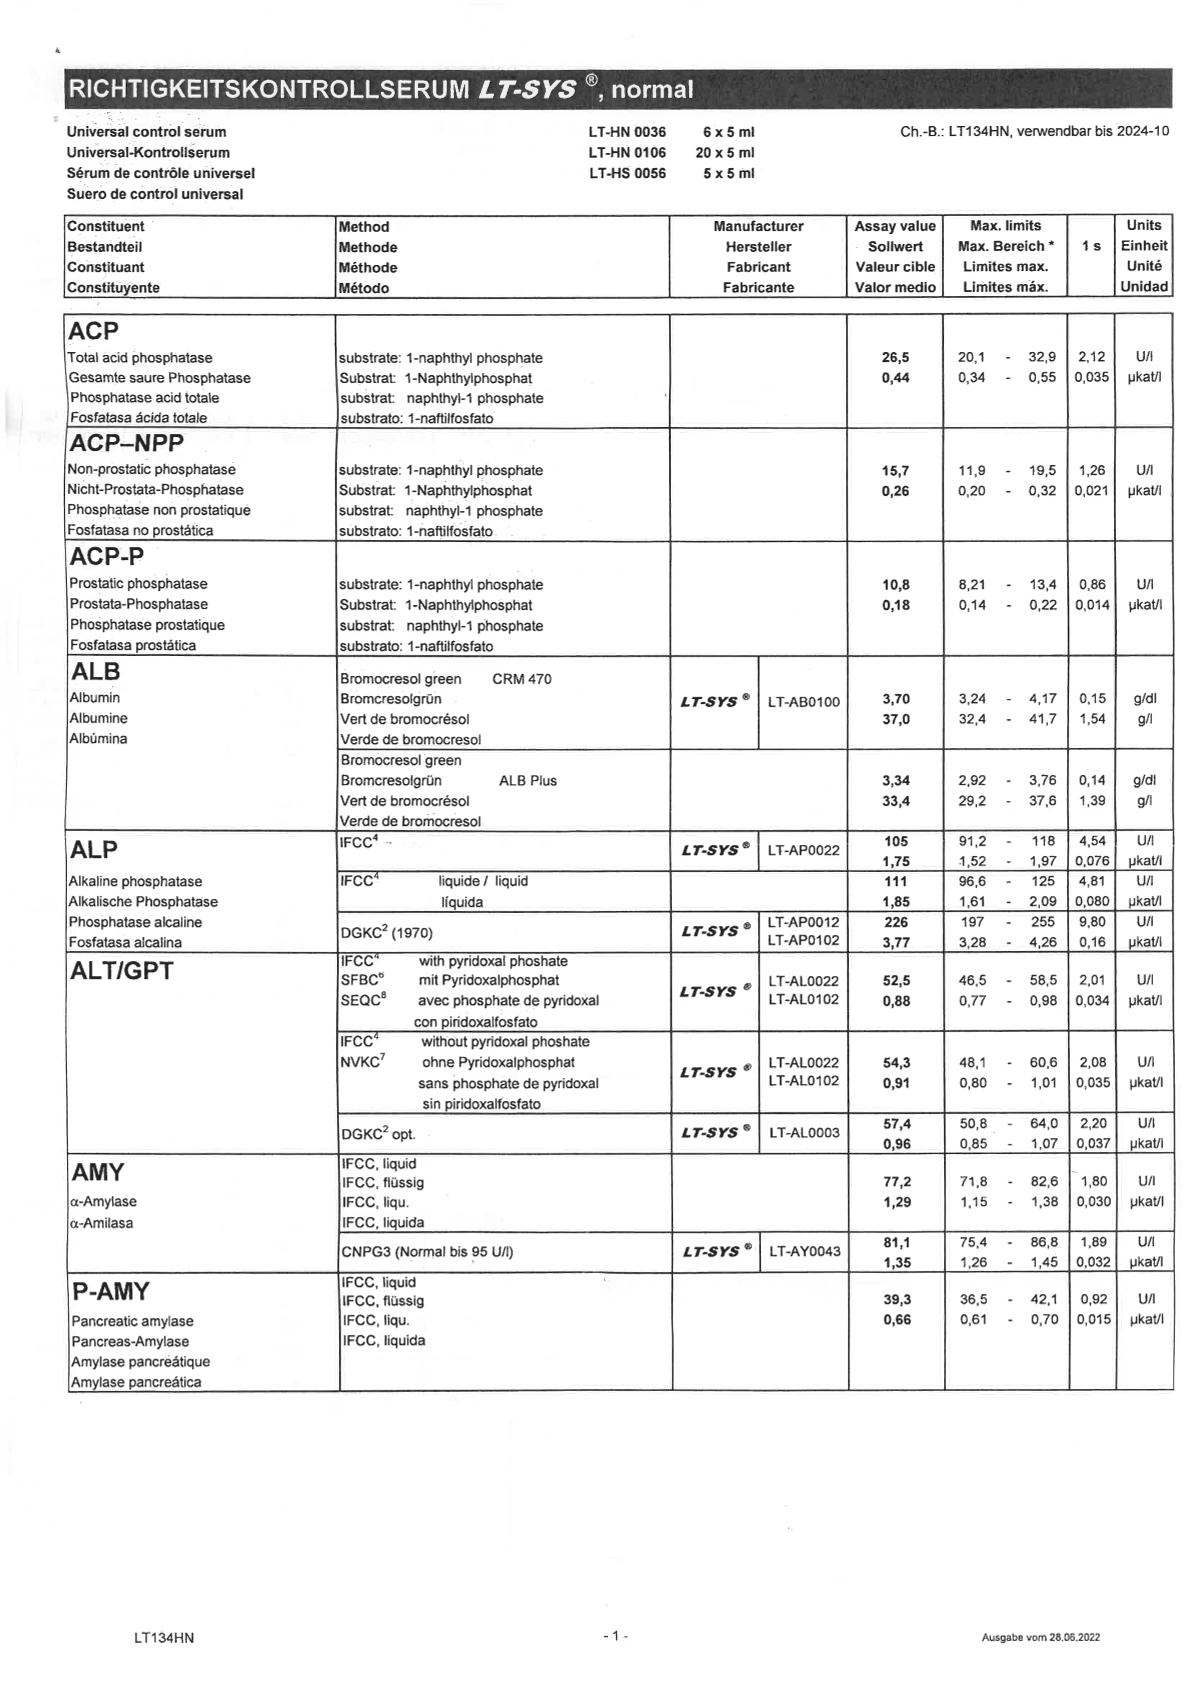 RICHTIGKEITSKONTROLLSERUM LT-SYS ®, normal
Universal control serum LT-HN 0036 6 x 5 ml Ch.-B.: LT134HN, verwendbar bis 2024-10
Universal-Kontrollserum LT-HN 0106 20 x 5 ml
Sérum de contrôle universel LT-HS 0056 5 x 5 ml
Suero de control universal
Constituent Method Manufacturer Assay value Max. limits Units
Bestandteil Methode Hersteller Sollwert Max. Bereich * 1 s Einheit
Constituant Méthode Fabricant Valeur cible Limites max. Unité
Constituyente Método Fabricante Valor medio Limites máx. Unidad
ACP
Total acid phosphatase substrate: 1-naphthyl phosphate 26,5 20,1 - 32,9 2,12 U/l
Gesamte saure Phosphatase Substrat: 1-Naphthylphosphat 0,44 0,34 - 0,55 0,035 µkat/l
Phosphatase acid totale substrat: naphthyl-1 phosphate
Fosfatasa ácida totale substrato: 1-naftilfosfato
ACP–NPP
Non-prostatic phosphatase substrate: 1-naphthyl phosphate 15,7 11,9 - 19,5 1,26 U/l
Nicht-Prostata-Phosphatase Substrat: 1-Naphthylphosphat 0,26 0,20 - 0,32 0,021 µkat/l
Phosphatase non prostatique substrat: naphthyl-1 phosphate
Fosfatasa no prostática substrato: 1-naftilfosfato
ACP-P
Prostatic phosphatase substrate: 1-naphthyl phosphate 10,8 8,21 - 13,4 0,86 U/l
Prostata-Phosphatase Substrat: 1-Naphthylphosphat 0,18 0,14 - 0,22 0,014 µkat/l
Phosphatase prostatique substrat: naphthyl-1 phosphate
Fosfatasa prostática substrato: 1-naftilfosfato
ALB
Bromocresol green CRM 470
Albumin Bromcresolgrün LT-SYS ® LT-AB0100 3,70 3,24 - 4,17 0,15 g/dl
Albumine Vert de bromocrésol 37,0 32,4 - 41,7 1,54 g/l
Albúmina Verde de bromocresol
Bromocresol green
Bromcresolgrün ALB Plus 3,34 2,92 - 3,76 0,14 g/dl
Vert de bromocrésol 33,4 29,2 - 37,6 1,39 g/l
Verde de bromocresol
ALP IFCC4 LT-SYS ® LT-AP0022 105 91,2 - 118 4,54 U/l
1,75 1,52 - 1,97 0,076 µkat/l
Alkaline phosphatase IFCC4 liquide / liquid 111 96,6 - 125 4,81 U/l
Alkalische Phosphatase líquida 1,85 1,61 - 2,09 0,080 µkat/l
Phosphatase alcaline DGKC2 (1970) LT-SYS ® LT-AP0012 226 197 - 255 9,80 U/l
Fosfatasa alcalina LT-AP0102 3,77 3,28 - 4,26 0,16 µkat/l
ALT/GPT IFCC4 with pyridoxal phoshate
SFBC6 mit Pyridoxalphosphat LT-SYS ® LT-AL0022 52,5 46,5 - 58,5 2,01 U/l
SEQC8 avec phosphate de pyridoxal LT-AL0102 0,88 0,77 - 0,98 0,034 µkat/l
con piridoxalfosfato
IFCC4 without pyridoxal phoshate
NVKC7 ohne Pyridoxalphosphat LT-SYS ® LT-AL0022 54,3 48,1 - 60,6 2,08 U/l
sans phosphate de pyridoxal LT-AL0102 0,91 0,80 - 1,01 0,035 µkat/l
sin piridoxalfosfato
DGKC2 opt. LT-SYS ® LT-AL0003 57,4 50,8 - 64,0 2,20 U/l
0,96 0,85 - 1,07 0,037 µkat/l
AMY IFCC, liquid
IFCC, flüssig 77,2 71,8 - 82,6 1,80 U/l
α-Amylase IFCC, liqu. 1,29 1,15 - 1,38 0,030 µkat/l
α-Amilasa IFCC, liquida
CNPG3 (Normal bis 95 U/l) LT-SYS ® LT-AY0043 81,1 75,4 - 86,8 1,89 U/l
1,35 1,26 - 1,45 0,032 µkat/l
P-AMY IFCC, liquid
IFCC, flüssig 39,3 36,5 - 42,1 0,92 U/l
Pancreatic amylase IFCC, liqu. 0,66 0,61 - 0,70 0,015 µkat/l
Pancreas-Amylase IFCC, liquida
Amylase pancreátique
Amylase pancreática
LT134HN - 1 - Ausgabe vom 28.06.2022